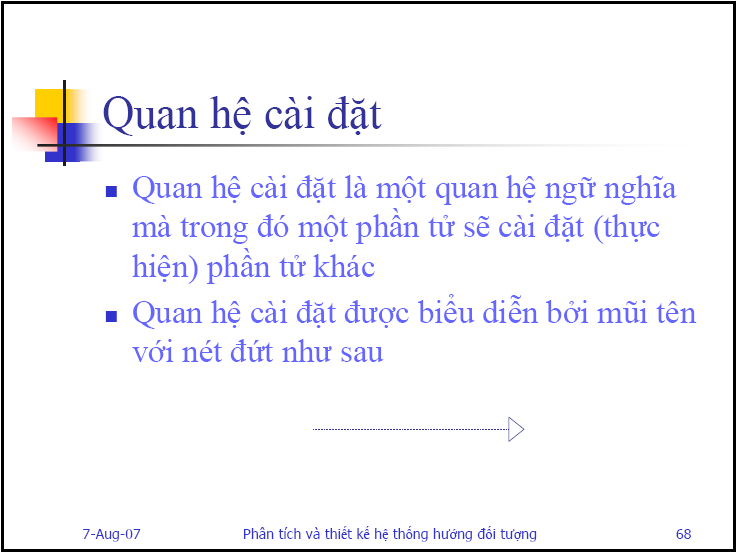 Quan hệ cài đặt
Quan hệ cài đặt là một quan hệ ngữ nghĩa
mà trong đó một phần tử sẽ cài đặt (thực
hiện) phần tử khác
Quan hệ cài đặt được biểu diễn bởi mũi tên
với nét đứt như sau
7-Aug-07
Phân tích và thiết kế hệ thống hướng đối tượng
68